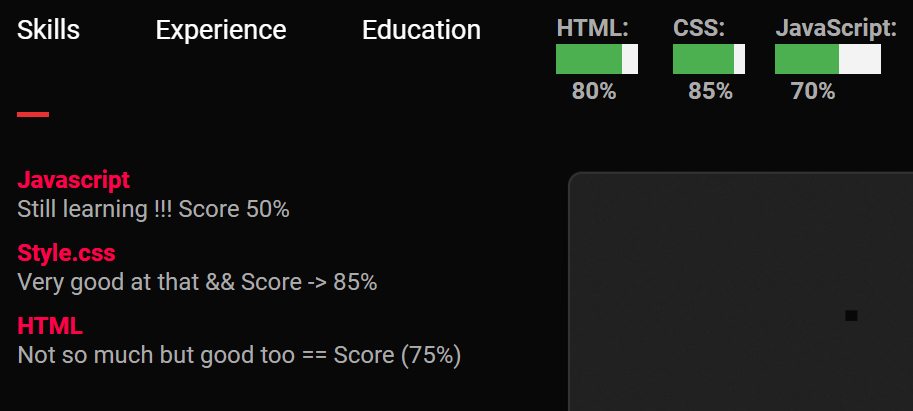 Skills Experience Education
HTML: CSS: JavaScript:
80% 85% 70%
Javascript
Still learning !!! Score 50%
Style.css
Very good at that && Score -> 85%
HTML
Not so much but good too == Score (75%)